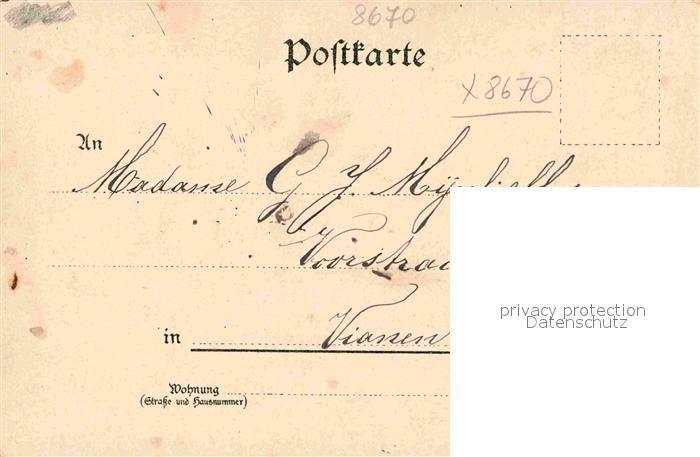 8670
Postkarte
x8670
An
Madame G J.
Voorstraa
in Vianen
Wohnung
(Straße und Hausnummer)
privacy protection
Datenschutz